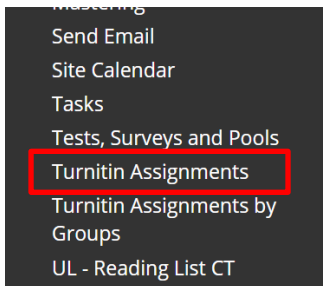 Mastering
Send Email
Site Calendar
Tasks
Tests, Surveys and Pools
Turnitin Assignments
Turnitin Assignments by
Groups
UL - Reading List CT